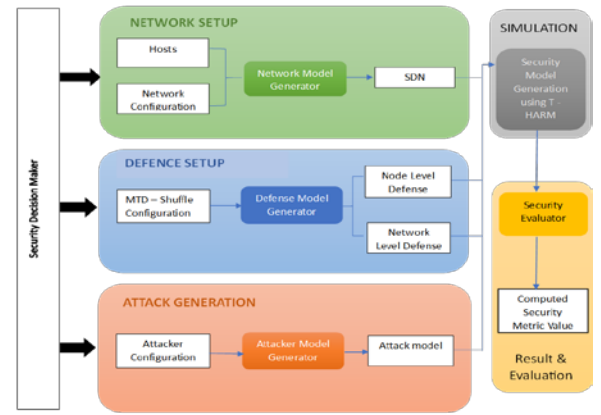 Security Decision Maker
NETWORK SETUP
Hosts
Network
Configuration
Network Model
Generator
SDN
DEFENCE SETUP
MTD – Shuffle
Configuration
Defense Model
Generator
Node Level
Defense
Network
Level Defense
ATTACK GENERATION
Attacker
Configuration
Attacker Model
Generator
Attack model
SIMULATION
Security
Model
Generation
using T -
HARM
Security
Evaluator
Computed
Security
Metric Value
Result &
Evaluation